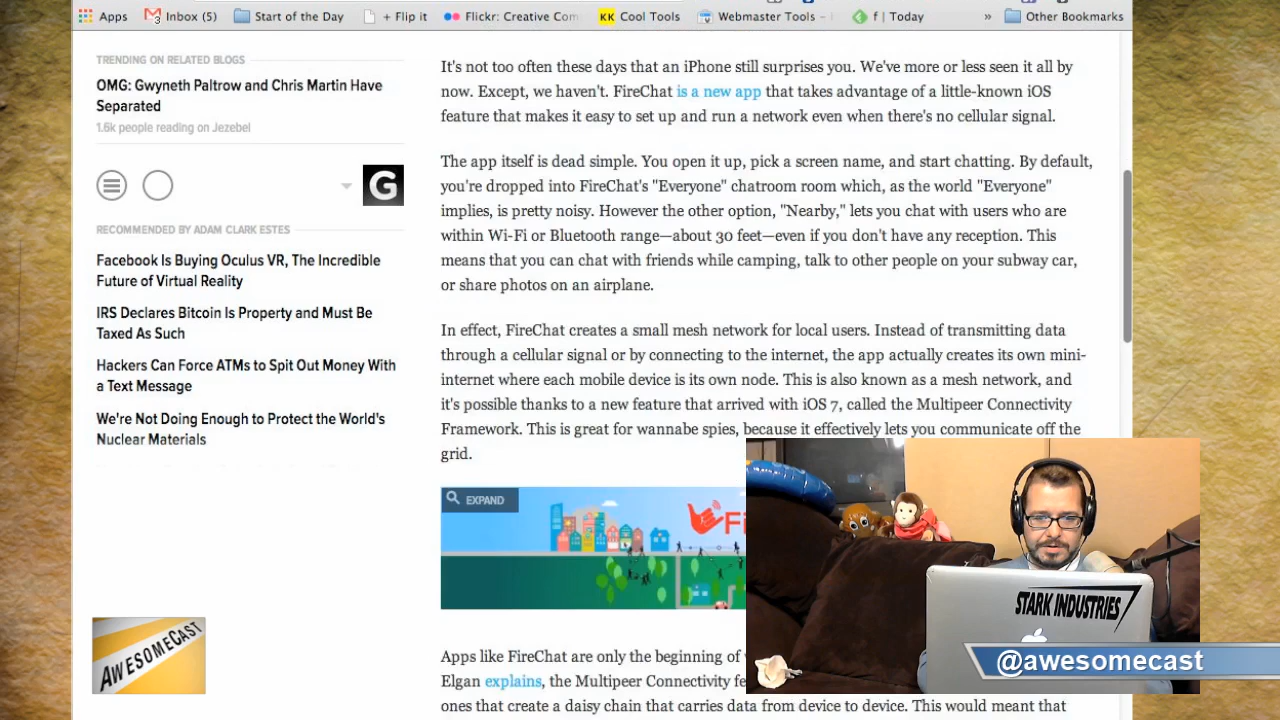 Apps
Inbox (5)
Start of the Day
+ Flip it
Flickr: Creative Com
KK Cool Tools
Webmaster Tools -
f | Today
»
Other Bookmarks
TRENDING ON RELATED BLOGS
OMG: Gwyneth Paltrow and Chris Martin Have
Separated
1.6k people reading on Jezebel
G
RECOMMENDED BY ADAM CLARK ESTES
Facebook Is Buying Oculus VR, The Incredible
Future of Virtual Reality
IRS Declares Bitcoin Is Property and Must Be
Taxed As Such
Hackers Can Force ATMs to Spit Out Money With
a Text Message
We're Not Doing Enough to Protect the World's
Nuclear Materials
It's not too often these days that an iPhone still surprises you. We've more or less seen it all by
now. Except, we haven't. FireChat is a new app that takes advantage of a little-known iOS
feature that makes it easy to set up and run a network even when there's no cellular signal.
The app itself is dead simple. You open it up, pick a screen name, and start chatting. By default,
you're dropped into FireChat's "Everyone" chatroom room which, as the world "Everyone"
implies, is pretty noisy. However the other option, "Nearby," lets you chat with users who are
within Wi-Fi or Bluetooth range—about 30 feet—even if you don't have any reception. This
means that you can chat with friends while camping, talk to other people on your subway car,
or share photos on an airplane.
In effect, FireChat creates a small mesh network for local users. Instead of transmitting data
through a cellular signal or by connecting to the internet, the app actually creates its own mini-
internet where each mobile device is its own node. This is also known as a mesh network, and
it's possible thanks to a new feature that arrived with iOS 7, called the Multipeer Connectivity
Framework. This is great for wannabe spies, because it effectively lets you communicate off the
grid.
EXPAND
Fi
Apps like FireChat are only the beginning of
Elgan explains, the Multipeer Connectivity fe
ones that create a daisy chain that carries data from device to device. This would meant that
AWESOMECAST
STARK INDUSTRIES
@awesomecast